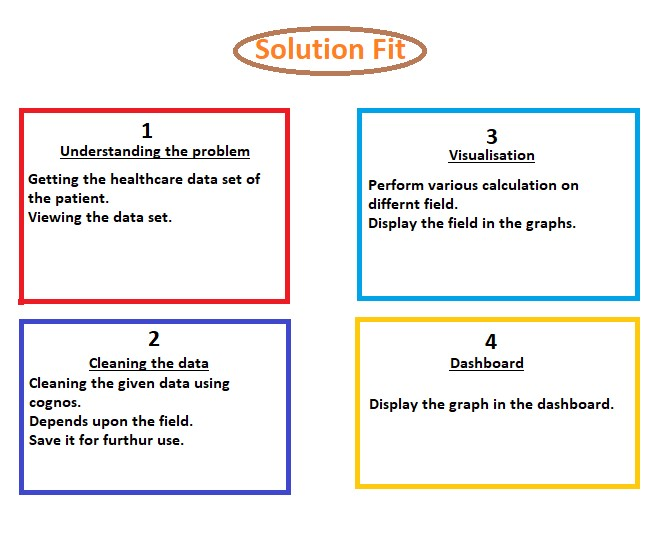 Solution Fit
1
Understanding the problem
Getting the healthcare data set of
the patient.
Viewing the data set.
2
Cleaning the data
Cleaning the given data using
cognos.
Depends upon the field.
Save it for furthur use.
3
Visualisation
Perform various calculation on
differnt field.
Display the field in the graphs.
4
Dashboard
Display the graph in the dashboard.